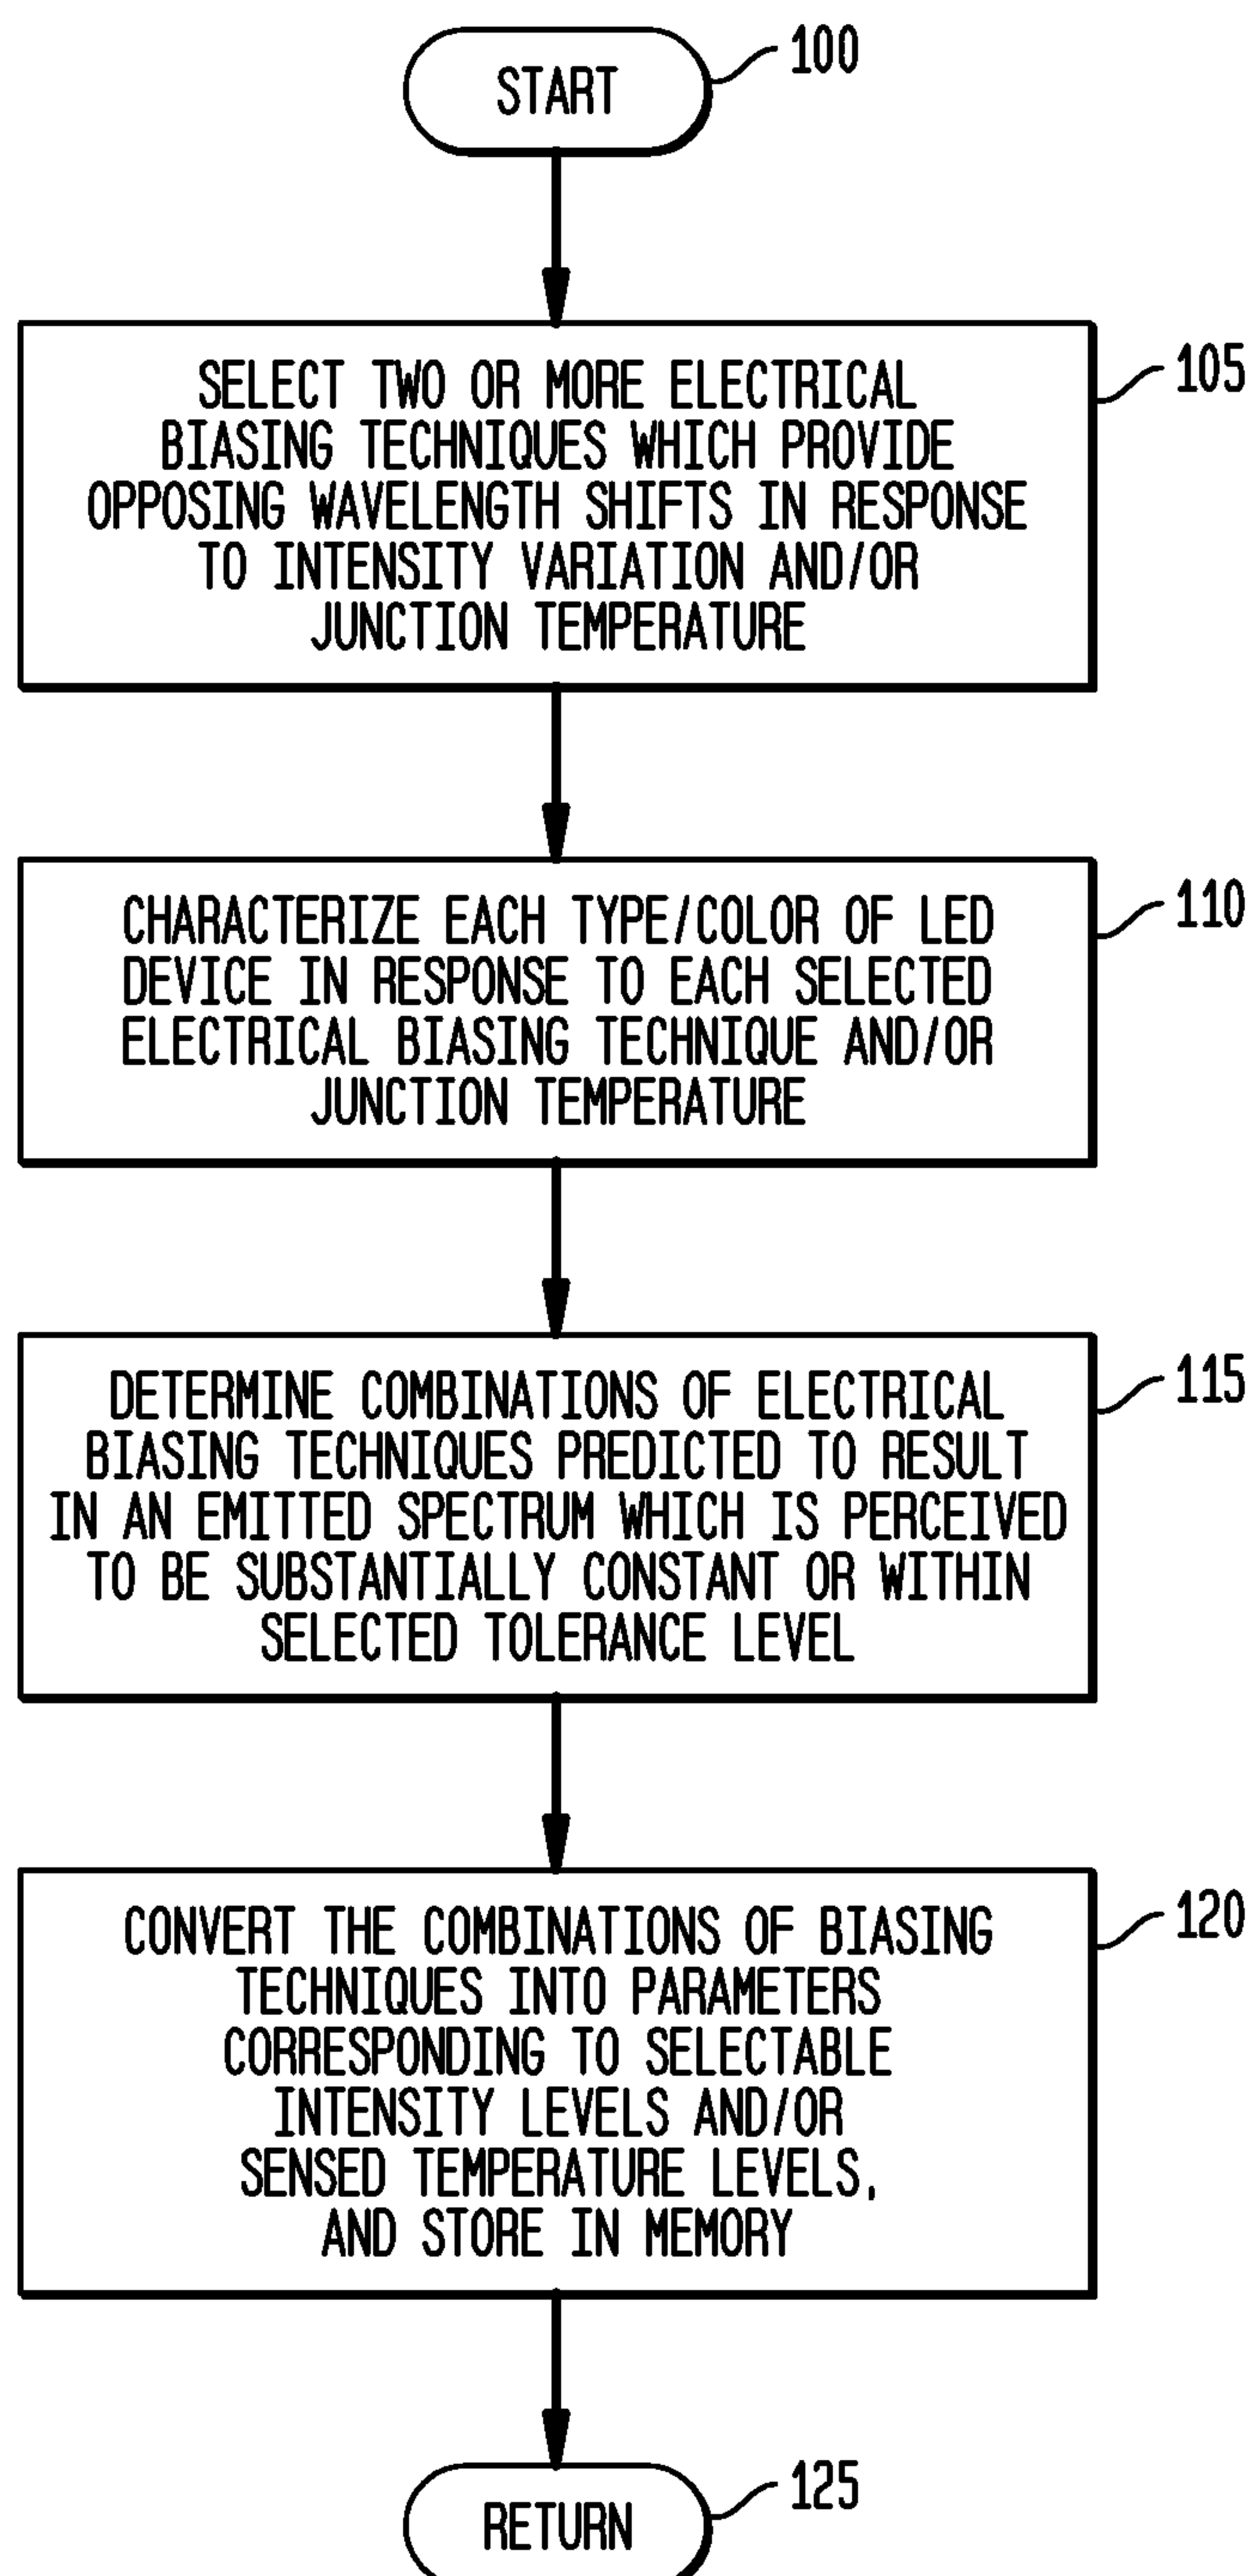 START
100
SELECT TWO OR MORE ELECTRICAL
BIASING TECHNIQUES WHICH PROVIDE
OPPOSING WAVELENGTH SHIFTS IN RESPONSE
TO INTENSITY VARIATION AND/OR
JUNCTION TEMPERATURE
105
CHARACTERIZE EACH TYPE/COLOR OF LED
DEVICE IN RESPONSE TO EACH SELECTED
ELECTRICAL BIASING TECHNIQUE AND/OR
JUNCTION TEMPERATURE
110
DETERMINE COMBINATIONS OF ELECTRICAL
BIASING TECHNIQUES PREDICTED TO RESULT
IN AN EMITTED SPECTRUM WHICH IS PERCEIVED
TO BE SUBSTANTIALLY CONSTANT OR WITHIN
SELECTED TOLERANCE LEVEL
115
CONVERT THE COMBINATIONS OF BIASING
TECHNIQUES INTO PARAMETERS
CORRESPONDING TO SELECTABLE
INTENSITY LEVELS AND/OR
SENSED TEMPERATURE LEVELS,
AND STORE IN MEMORY
120
RETURN
125